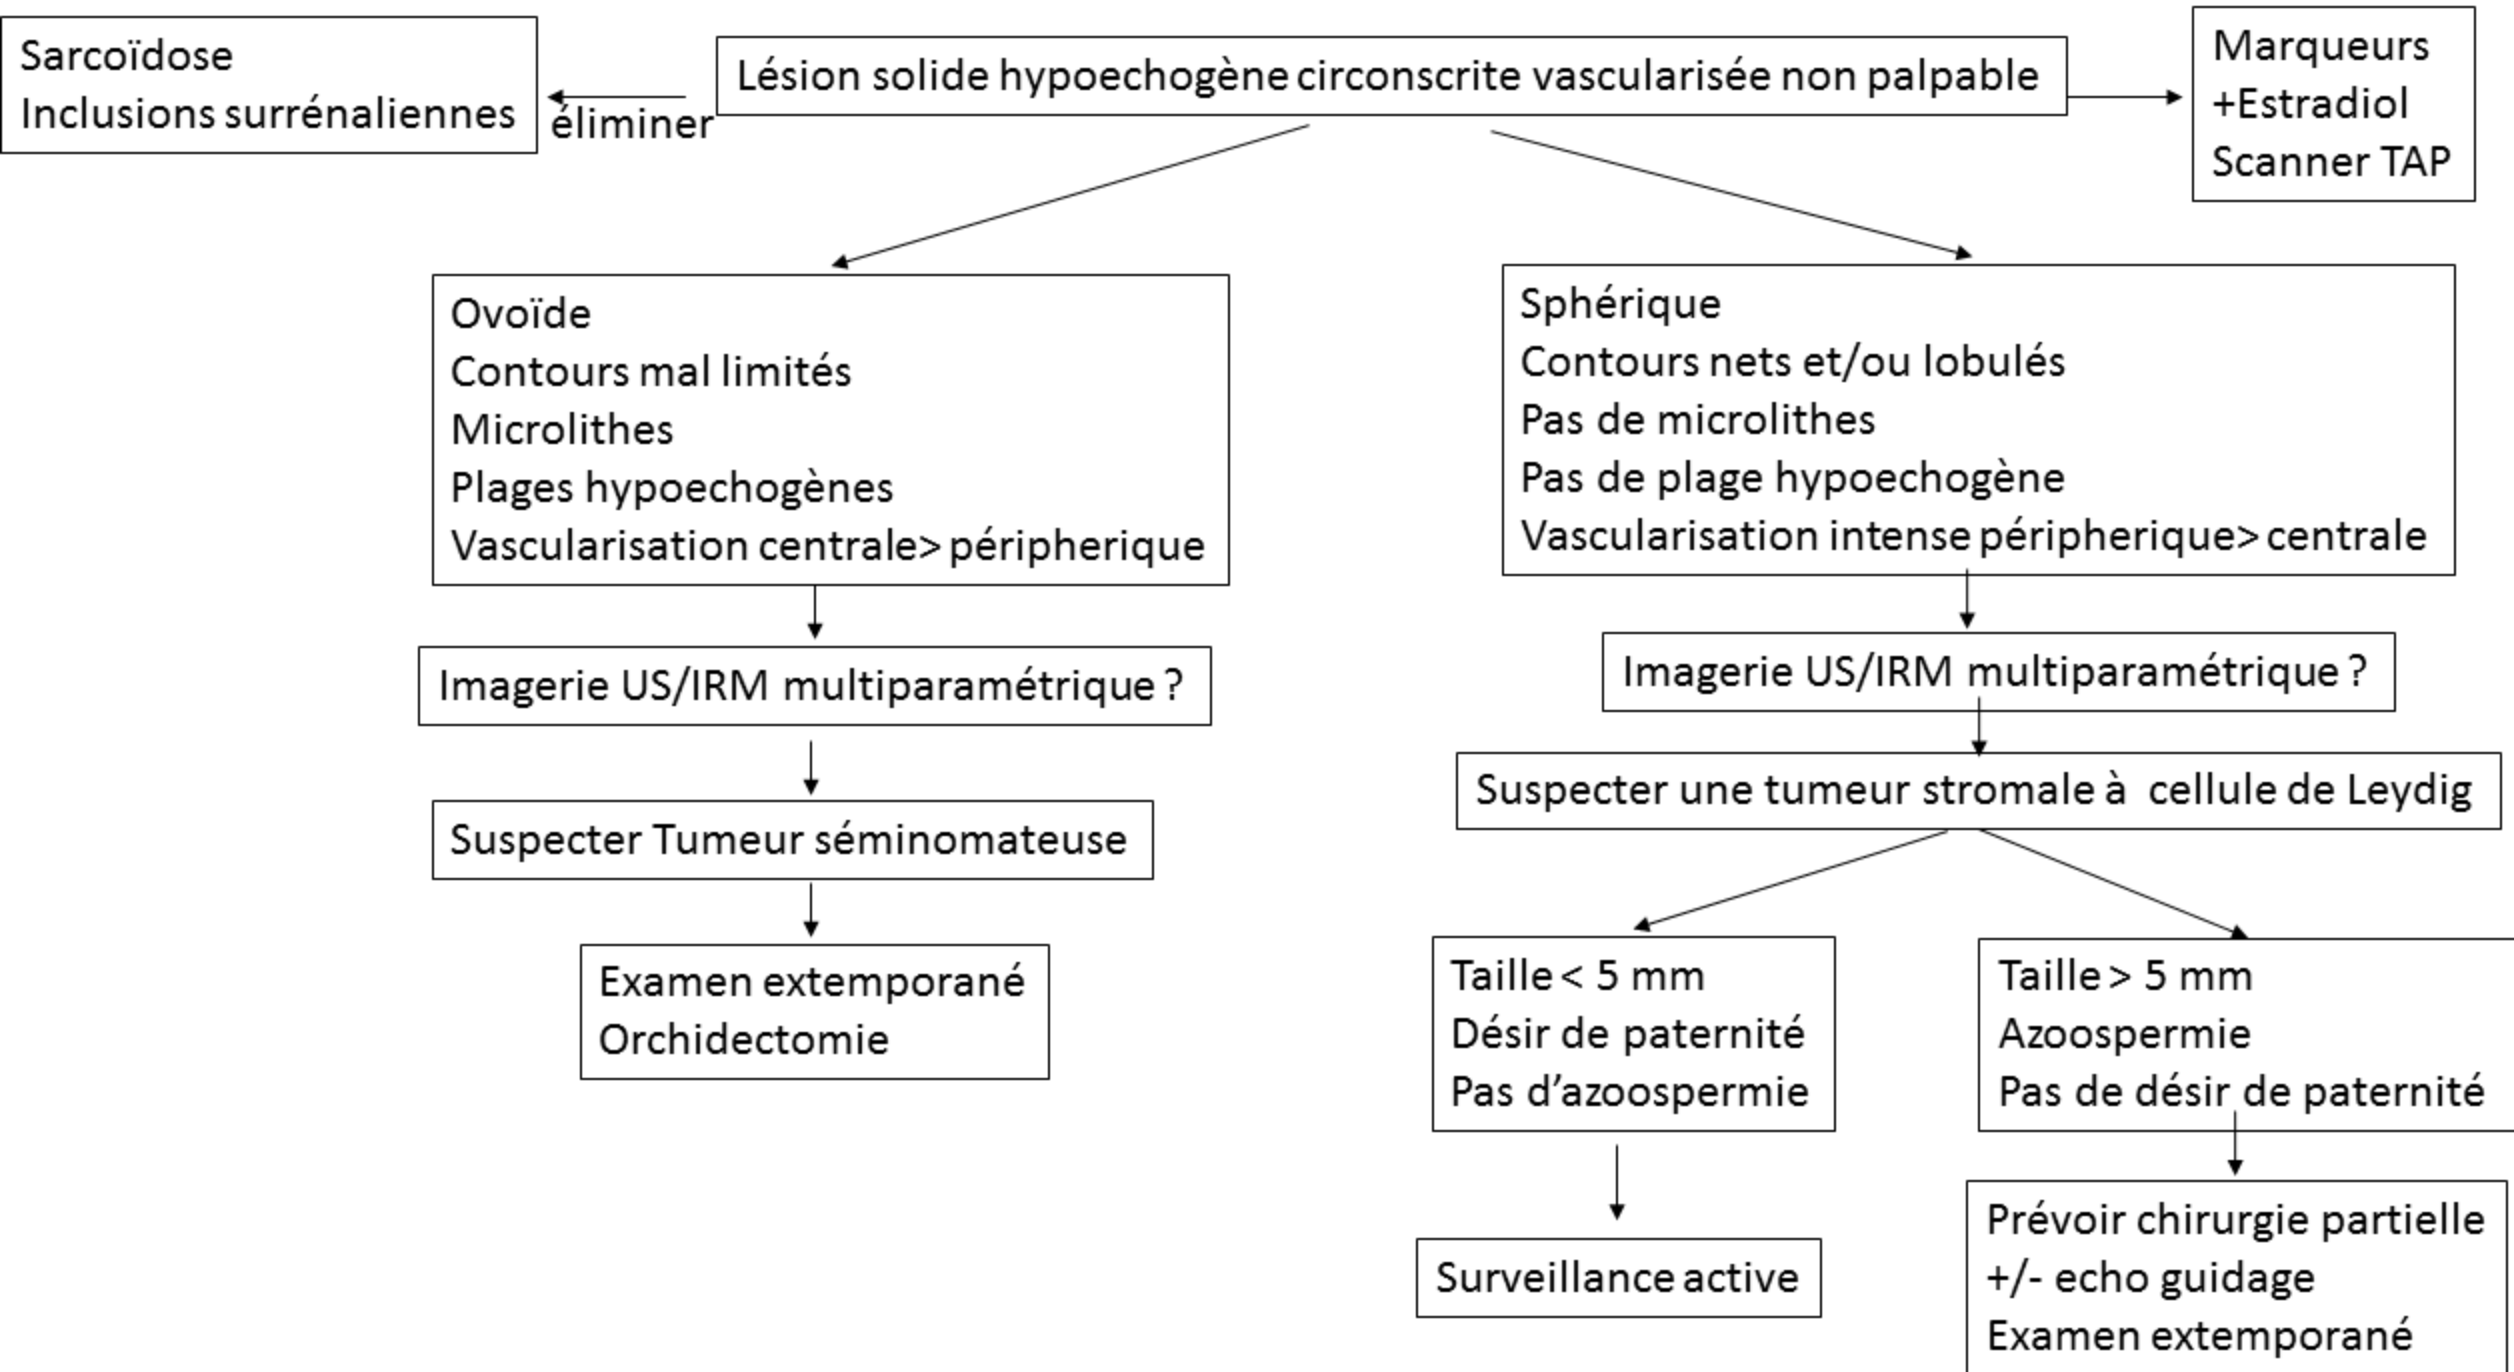 Sarcoïdose
Inclusions surrénaliennes
éliminer
Lésion solide hypoechogène circonscrite vascularisée non palpable
Marqueurs
+Estradiol
Scanner TAP
Ovoïde
Contours mal limités
Microlithes
Plages hypoechogènes
Vascularisation centrale> péripherique
Imagerie US/IRM multiparamétrique ?
Suspecter Tumeur séminomateuse
Examen extemporané
Orchidectomie
Sphérique
Contours nets et/ou lobulés
Pas de microlithes
Pas de plage hypoechogène
Vascularisation intense péripherique> centrale
Imagerie US/IRM multiparamétrique ?
Suspecter une tumeur stromale à cellule de Leydig
Taille < 5 mm
Désir de paternité
Pas d’azoospermie
Surveillance active
Taille > 5 mm
Azoospermie
Pas de désir de paternité
Prévoir chirurgie partielle
+/- echo guidage
Examen extemporané